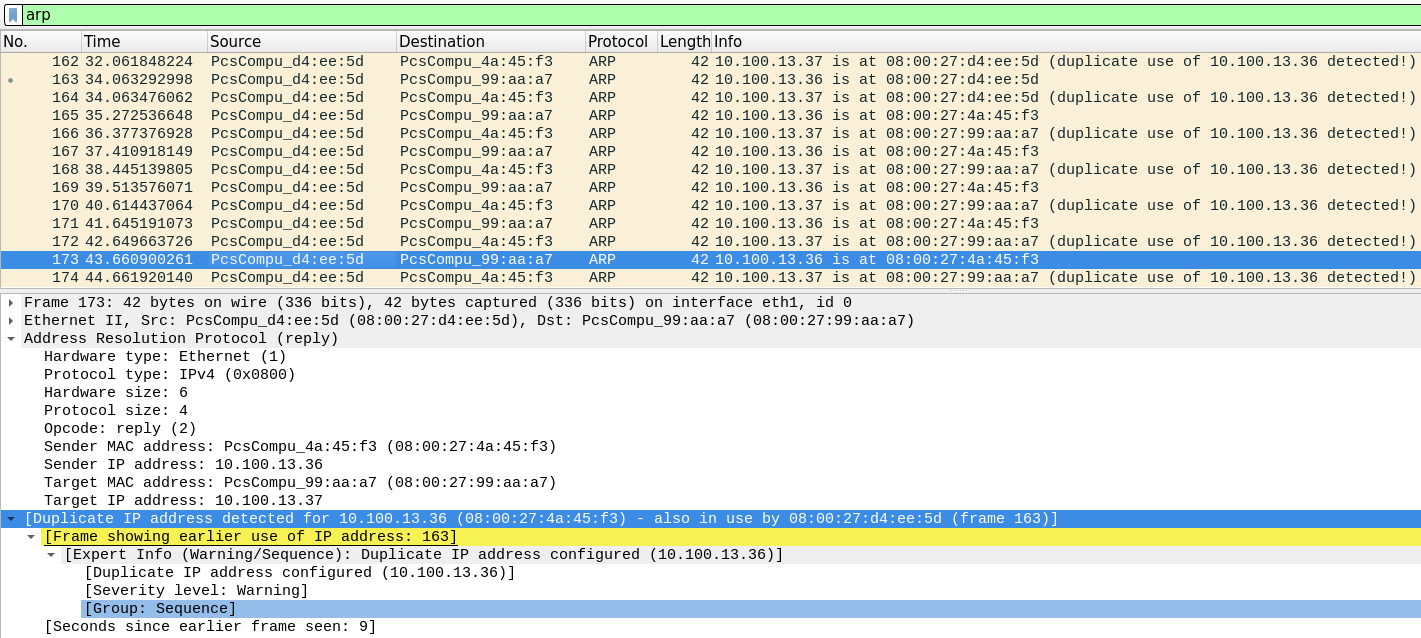 arp
No. Time Source Destination Protocol Length Info
162 32.061848224 PcsCompu_d4:ee:5d PcsCompu_4a:45:f3 ARP 42 10.100.13.37 is at 08:00:27:d4:ee:5d (duplicate use of 10.100.13.36 detected!)
163 34.063292998 PcsCompu_d4:ee:5d PcsCompu_99:aa:a7 ARP 42 10.100.13.36 is at 08:00:27:d4:ee:5d
164 34.063476062 PcsCompu_d4:ee:5d PcsCompu_4a:45:f3 ARP 42 10.100.13.37 is at 08:00:27:d4:ee:5d (duplicate use of 10.100.13.36 detected!)
165 35.272536648 PcsCompu_d4:ee:5d PcsCompu_99:aa:a7 ARP 42 10.100.13.36 is at 08:00:27:4a:45:f3
166 36.377376928 PcsCompu_d4:ee:5d PcsCompu_4a:45:f3 ARP 42 10.100.13.37 is at 08:00:27:99:aa:a7 (duplicate use of 10.100.13.36 detected!)
167 37.410918149 PcsCompu_d4:ee:5d PcsCompu_99:aa:a7 ARP 42 10.100.13.36 is at 08:00:27:4a:45:f3
168 38.445139805 PcsCompu_d4:ee:5d PcsCompu_4a:45:f3 ARP 42 10.100.13.37 is at 08:00:27:99:aa:a7 (duplicate use of 10.100.13.36 detected!)
169 39.513576071 PcsCompu_d4:ee:5d PcsCompu_99:aa:a7 ARP 42 10.100.13.36 is at 08:00:27:4a:45:f3
170 40.614437064 PcsCompu_d4:ee:5d PcsCompu_4a:45:f3 ARP 42 10.100.13.37 is at 08:00:27:99:aa:a7 (duplicate use of 10.100.13.36 detected!)
171 41.645191073 PcsCompu_d4:ee:5d PcsCompu_99:aa:a7 ARP 42 10.100.13.36 is at 08:00:27:4a:45:f3
172 42.649663726 PcsCompu_d4:ee:5d PcsCompu_4a:45:f3 ARP 42 10.100.13.37 is at 08:00:27:99:aa:a7 (duplicate use of 10.100.13.36 detected!)
173 43.660900261 PcsCompu_d4:ee:5d PcsCompu_99:aa:a7 ARP 42 10.100.13.36 is at 08:00:27:4a:45:f3
174 44.661920140 PcsCompu_d4:ee:5d PcsCompu_4a:45:f3 ARP 42 10.100.13.37 is at 08:00:27:99:aa:a7 (duplicate use of 10.100.13.36 detected!)
Frame 173: 42 bytes on wire (336 bits), 42 bytes captured (336 bits) on interface eth1, id 0
Ethernet II, Src: PcsCompu_d4:ee:5d (08:00:27:d4:ee:5d), Dst: PcsCompu_99:aa:a7 (08:00:27:99:aa:a7)
Address Resolution Protocol (reply)
Hardware type: Ethernet (1)
Protocol type: IPv4 (0x0800)
Hardware size: 6
Protocol size: 4
Opcode: reply (2)
Sender MAC address: PcsCompu_4a:45:f3 (08:00:27:4a:45:f3)
Sender IP address: 10.100.13.36
Target MAC address: PcsCompu_99:aa:a7 (08:00:27:99:aa:a7)
Target IP address: 10.100.13.37
[Duplicate IP address detected for 10.100.13.36 (08:00:27:4a:45:f3) - also in use by 08:00:27:d4:ee:5d (frame 163)]
[Frame showing earlier use of IP address: 163]
[Expert Info (Warning/Sequence): Duplicate IP address configured (10.100.13.36)]
[Duplicate IP address configured (10.100.13.36)]
[Severity level: Warning]
[Group: Sequence]
[Seconds since earlier frame seen: 9]